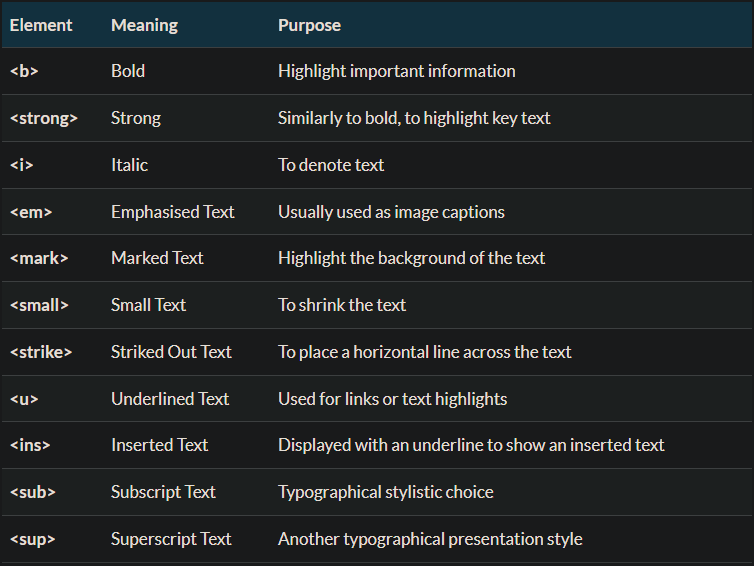 Element Meaning Purpose
<b> Bold Highlight important information
<strong> Strong Similarly to bold, to highlight key text
<i> Italic To denote text
<em> Emphasised Text Usually used as image captions
<mark> Marked Text Highlight the background of the text
<small> Small Text To shrink the text
<strike> Striked Out Text To place a horizontal line across the text
<u> Underlined Text Used for links or text highlights
<ins> Inserted Text Displayed with an underline to show an inserted text
<sub> Subscript Text Typographical stylistic choice
<sup> Superscript Text Another typographical presentation style